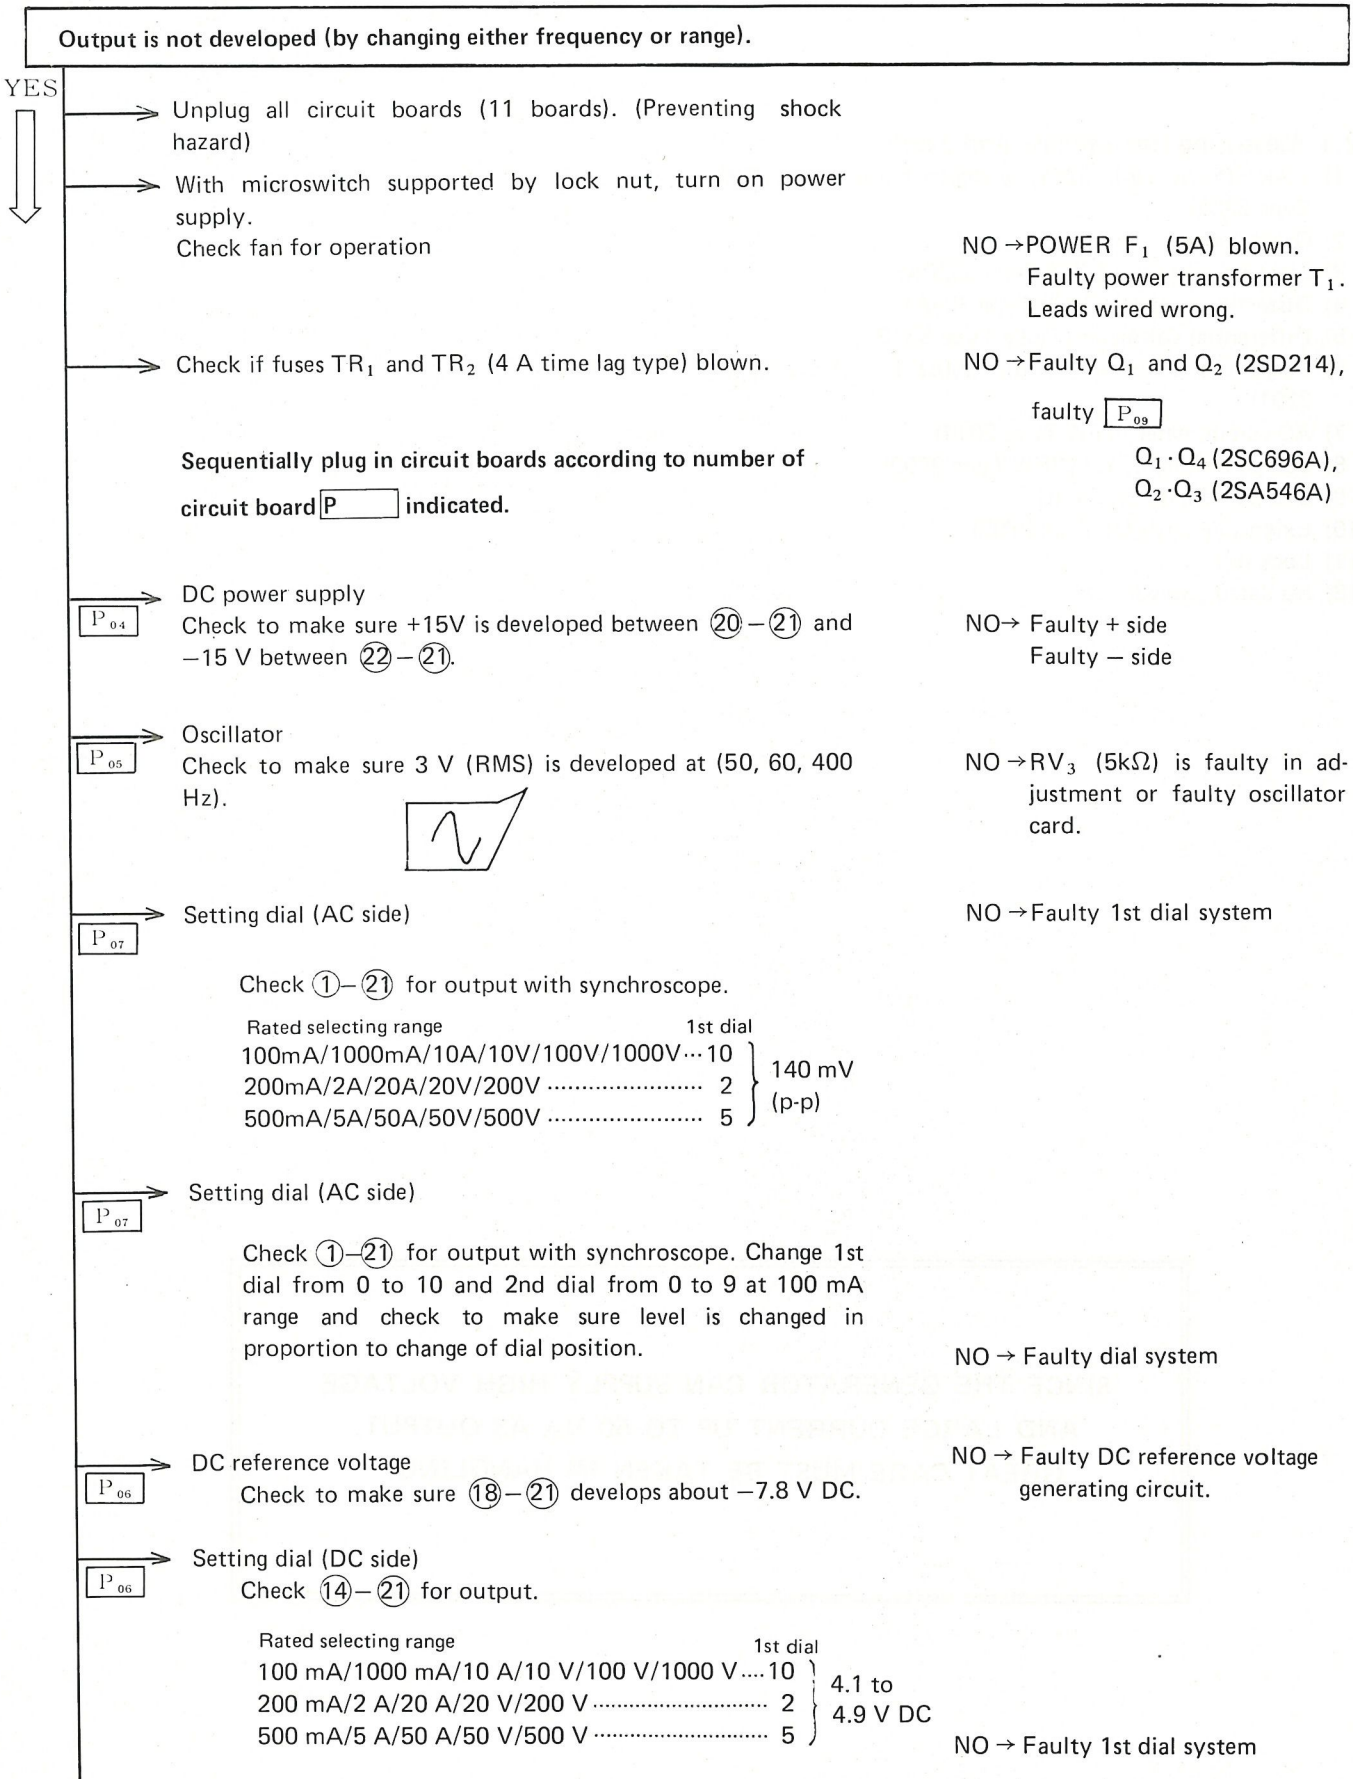 Output is not developed (by changing either frequency or range).
YES
Unplug all circuit boards (11 boards). (Preventing shock
hazard)
With microswitch supported by lock nut, turn on power
supply.
Check fan for operation
NO →POWER F₁ (5A) blown.
Faulty power transformer T₁.
Leads wired wrong.
Check if fuses TR₁ and TR₂ (4 A time lag type) blown.
NO →Faulty Q₁ and Q₂ (2SD214),
faulty P₀₉
Q₁ · Q₄ (2SC696A),
Q₂ · Q₃ (2SA546A)
Sequentially plug in circuit boards according to number of
circuit board P indicated.
P₀₄
DC power supply
Check to make sure +15V is developed between ⑳ – ㉑ and
−15 V between ㉒ – ㉑.
NO→ Faulty + side
Faulty − side
P₀₅
Oscillator
Check to make sure 3 V (RMS) is developed at (50, 60, 400
Hz).
NO →RV₃ (5kΩ) is faulty in ad-
justment or faulty oscillator
card.
P₀₇
Setting dial (AC side)
NO →Faulty 1st dial system
Check ①– ㉑ for output with synchroscope.
Rated selecting range 1st dial
100mA/1000mA/10A/10V/100V/1000V···10
200mA/2A/20A/20V/200V ······················· 2
500mA/5A/50A/50V/500V ······················· 5
140 mV
(p-p)
P₀₇
Setting dial (AC side)
Check ①–㉑ for output with synchroscope. Change 1st
dial from 0 to 10 and 2nd dial from 0 to 9 at 100 mA
range and check to make sure level is changed in
proportion to change of dial position.
NO → Faulty dial system
P₀₆
DC reference voltage
Check to make sure ⑱ – ㉑ develops about −7.8 V DC.
NO → Faulty DC reference voltage
generating circuit.
P₀₆
Setting dial (DC side)
Check ⑭ – ㉑ for output.
Rated selecting range 1st dial
100 mA/1000 mA/10 A/10 V/100 V/1000 V....10
200 mA/2 A/20 A/20 V/200 V ···························· 2
500 mA/5 A/50 A/50 V/500 V ···························· 5
4.1 to
4.9 V DC
NO → Faulty 1st dial system